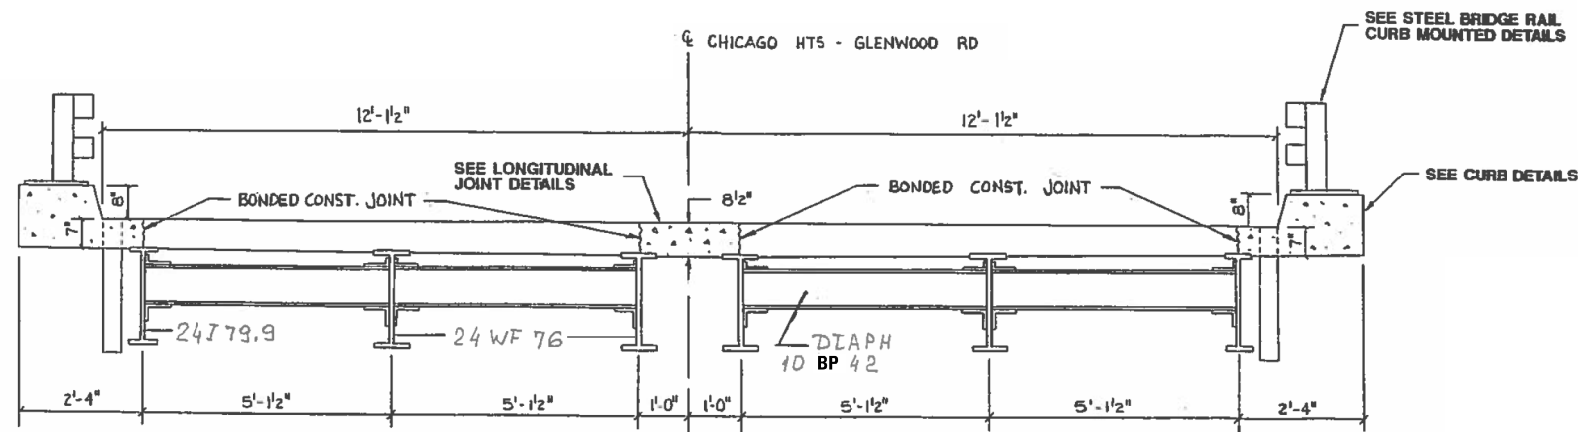 SEE STEEL BRIDGE RAIL
CURB MOUNTED DETAILS
℄ CHICAGO HTS - GLENWOOD RD
12'-1½"
12'-1½"
SEE LONGITUDINAL
JOINT DETAILS
SEE CURB DETAILS
8"
BONDED CONST. JOINT
8½"
BONDED CONST. JOINT
8"
7"
7"
24I79.9
24 WF 76
DIAPH
10 BP 42
2'-4"
5'-1½"
5'-1½"
1'-0"
1'-0"
5'-1½"
5'-1½"
2'-4"